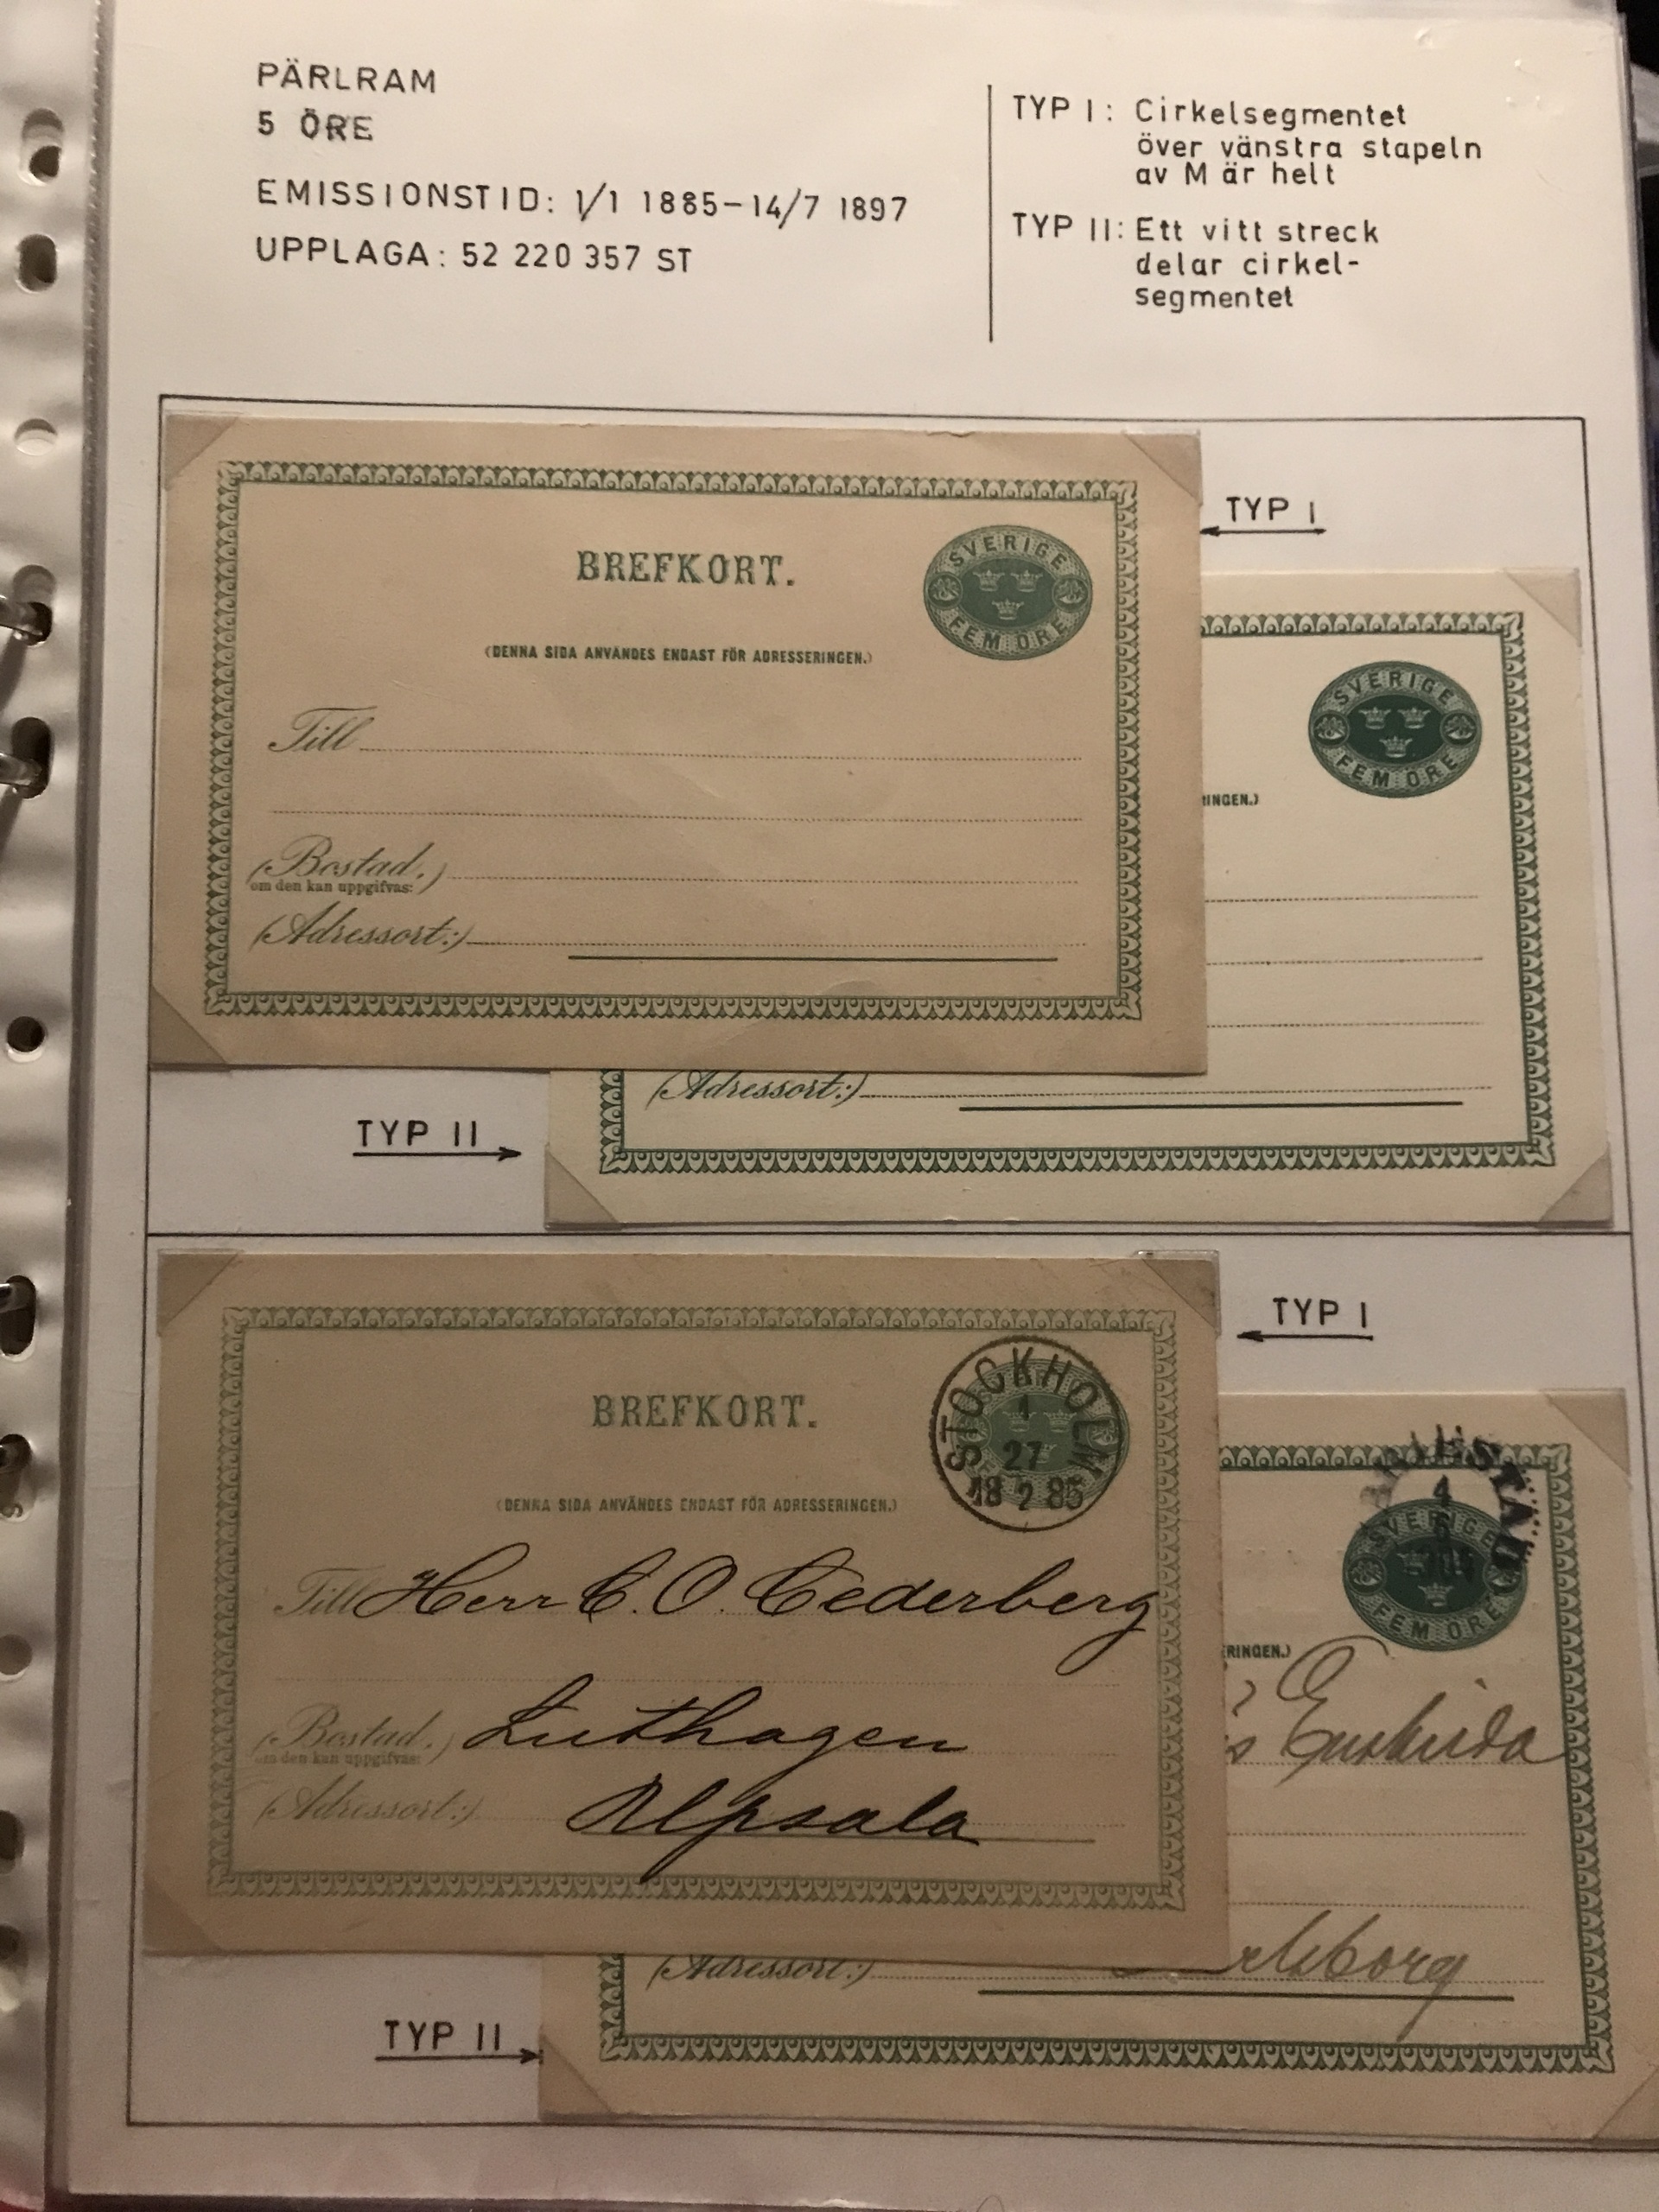 PÄRLRAM
5 ÖRE
EMISSIONSTID: 1/1 1885–14/7 1897
UPPLAGA: 52 220 357 ST
TYP I: Cirkelsegmentet
över vänstra stapeln
av M är helt
TYP II: Ett vitt streck
delar cirkel-
segmentet
TYP I
BREFKORT.
SVERIGE
FEM ÖRE
(DENNA SIDA ANVÄNDES ENDAST FÖR ADRESSERINGEN.)
Till
(Bostad.)
om den kan uppgifvas:
(Adressort:)
SVERIGE
FEM ÖRE
INGEN.)
(Adressort:)
TYP II
TYP I
BREFKORT.
STOCKHOLM
1
27
18 2 85
(DENNA SIDA ANVÄNDES ENDAST FÖR ADRESSERINGEN.)
Till Herr C. O. Cederberg
(Bostad.) Luthagen
om den kan uppgifvas:
(Adressort:) Upsala
4
6
SVERIGE
FEM ÖRE
RINGEN.)
s Enskilda
(Adressort:)
TYP II